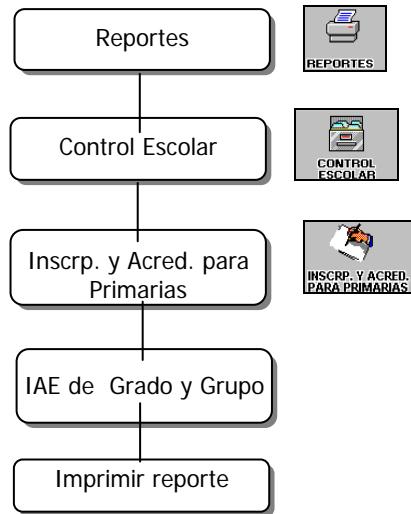 Reportes
REPORTES
Control Escolar
CONTROL
ESCOLAR
Inscrp. y Acred. para
Primarias
INSCRP. Y ACRED.
PARA PRIMARIAS
IAE de Grado y Grupo
Imprimir reporte